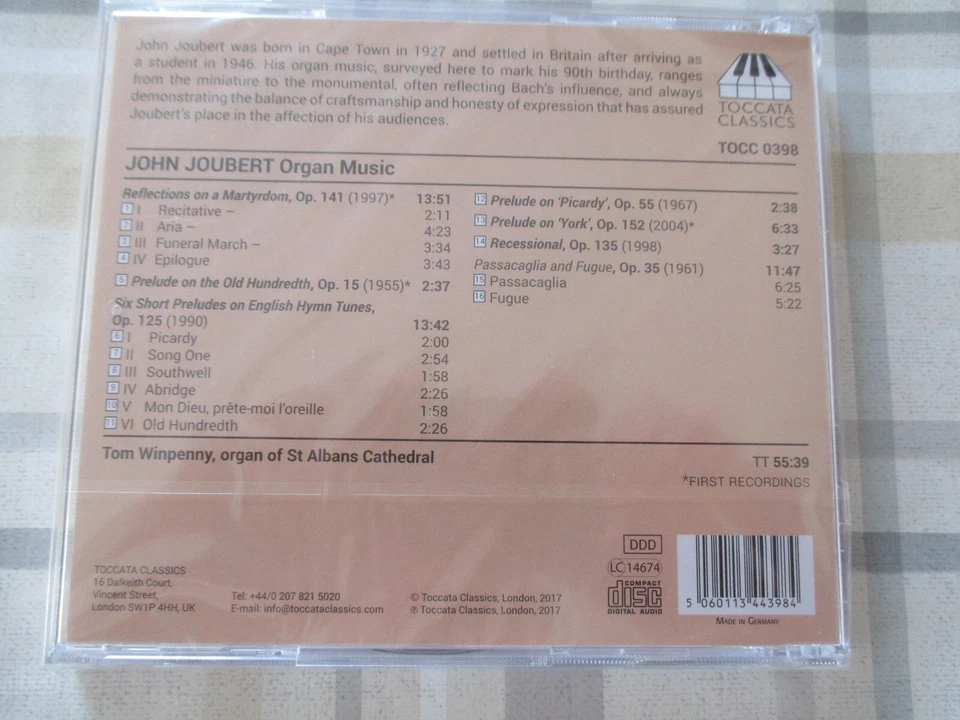 John Joubert was born in Cape Town in 1927 and settled in Britain after arriving as
a student in 1946. His organ music, surveyed here to mark his 90th birthday, ranges
from the miniature to the monumental, often reflecting Bach's influence, and always
demonstrating the balance of craftsmanship and honesty of expression that has assured
Joubert's place in the affection of his audiences.
TOCCATA
CLASSICS
TOCC 0398
JOHN JOUBERT Organ Music
Reflections on a Martyrdom, Op. 141 (1997)* 13:51
1 I Recitative – 2:11
2 II Aria – 4:23
3 III Funeral March – 3:34
4 IV Epilogue 3:43
5 Prelude on the Old Hundredth, Op. 15 (1955)* 2:37
Six Short Preludes on English Hymn Tunes,
Op. 125 (1990) 13:42
6 I Picardy 2:00
7 II Song One 2:54
8 III Southwell 1:58
9 IV Abridge 2:26
10 V Mon Dieu, prête-moi l'oreille 1:58
11 VI Old Hundredth 2:26
12 Prelude on 'Picardy', Op. 55 (1967) 2:38
13 Prelude on 'York', Op. 152 (2004)* 6:33
14 Recessional, Op. 135 (1998) 3:27
Passacaglia and Fugue, Op. 35 (1961) 11:47
15 Passacaglia 6:25
16 Fugue 5:22
Tom Winpenny, organ of St Albans Cathedral
TT 55:39
*FIRST RECORDINGS
TOCCATA CLASSICS
16 Dalkeith Court,
Vincent Street,
London SW1P 4HH, UK
Tel: +44/0 207 821 5020
E-mail: info@toccataclassics.com
© Toccata Classics, London, 2017
℗ Toccata Classics, London, 2017
DDD
LC 14674
COMPACT
disc
DIGITAL AUDIO
5 060113 443984
MADE IN GERMANY